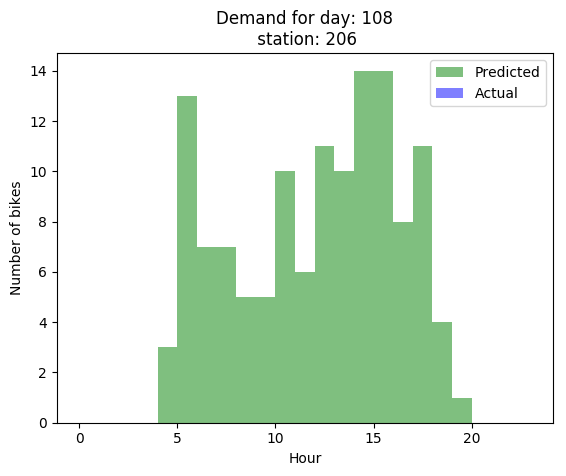 Demand for day: 108
station: 206
Predicted
Actual
Number of bikes
14
12
10
8
6
4
2
0
0
5
10
15
20
Hour